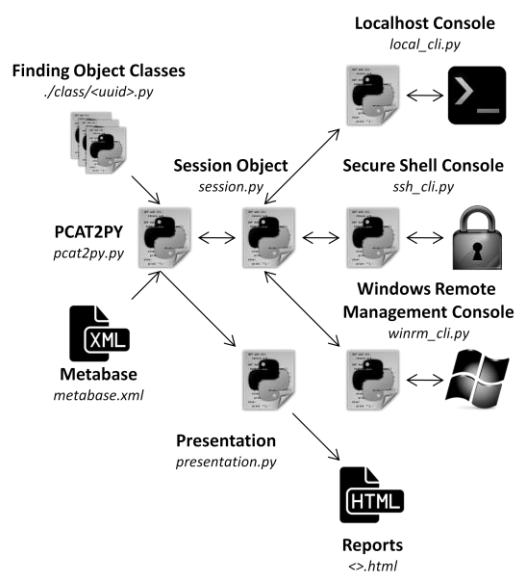 Localhost Console
local_cli.py
Finding Object Classes
./class/<uuid>.py
Session Object
session.py
Secure Shell Console
ssh_cli.py
PCAT2PY
pcat2py.py
Windows Remote
Management Console
winrm_cli.py
XML
Metabase
metabase.xml
Presentation
presentation.py
HTML
Reports
<>.html